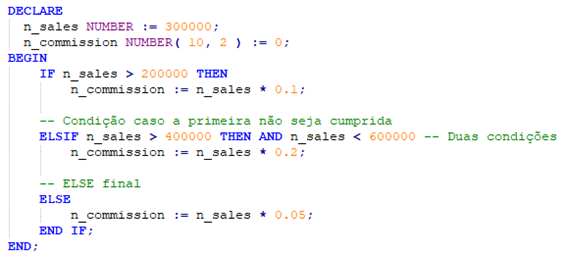 DECLARE
n_sales NUMBER := 300000;
n_commission NUMBER( 10, 2 ) := 0;
BEGIN
IF n_sales > 200000 THEN
n_commission := n_sales * 0.1;
-- Condição caso a primeira não seja cumprida
ELSIF n_sales > 400000 THEN AND n_sales < 600000 -- Duas condições
n_commission := n_sales * 0.2;
-- ELSE final
ELSE
n_commission := n_sales * 0.05;
END IF;
END;